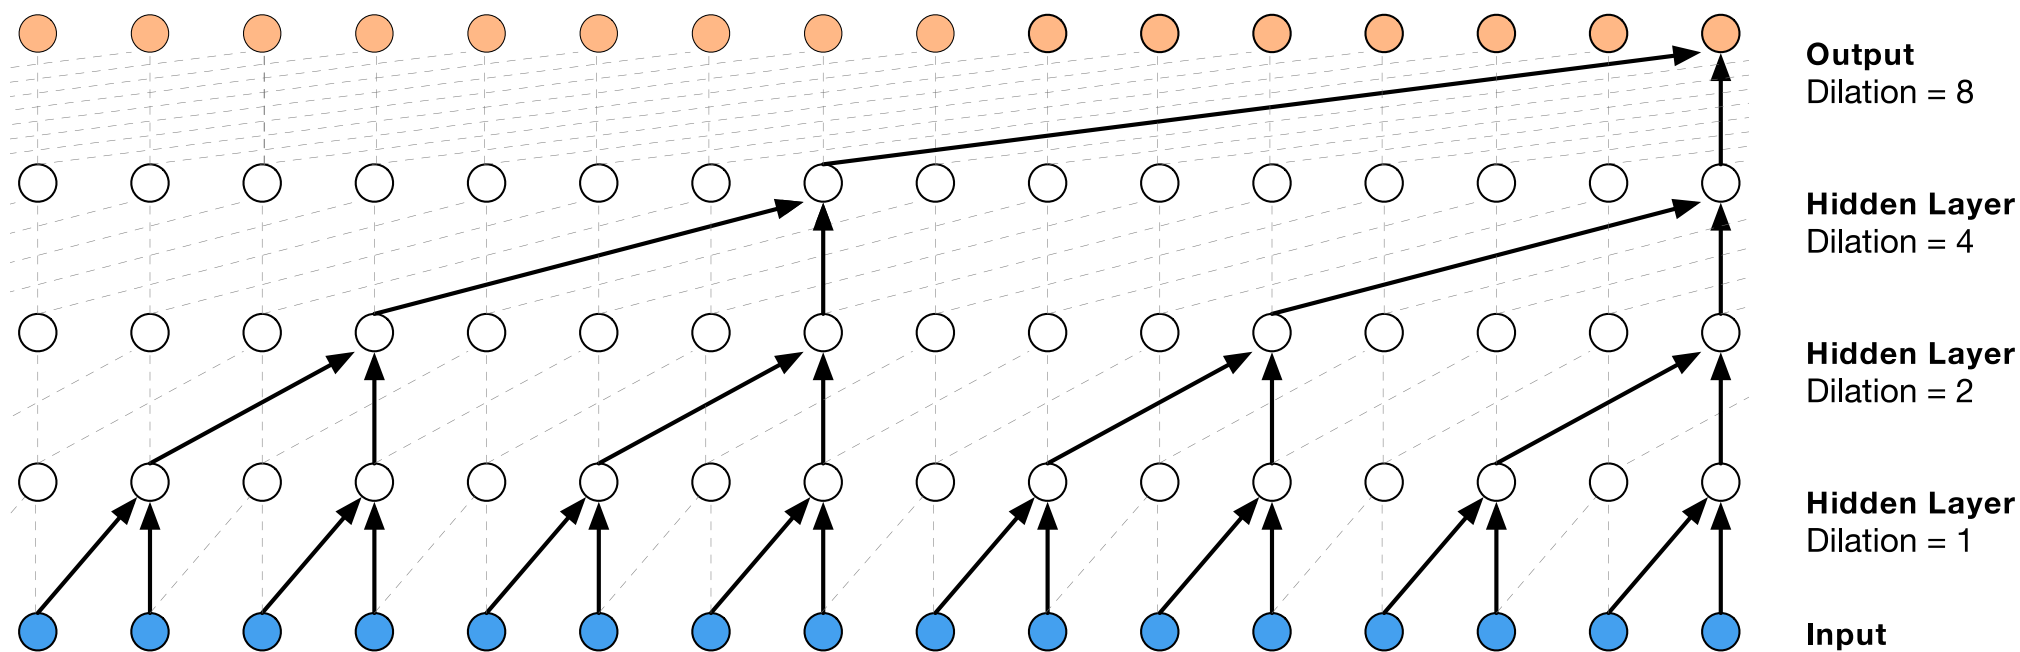 Output
Dilation = 8
Hidden Layer
Dilation = 4
Hidden Layer
Dilation = 2
Hidden Layer
Dilation = 1
Input